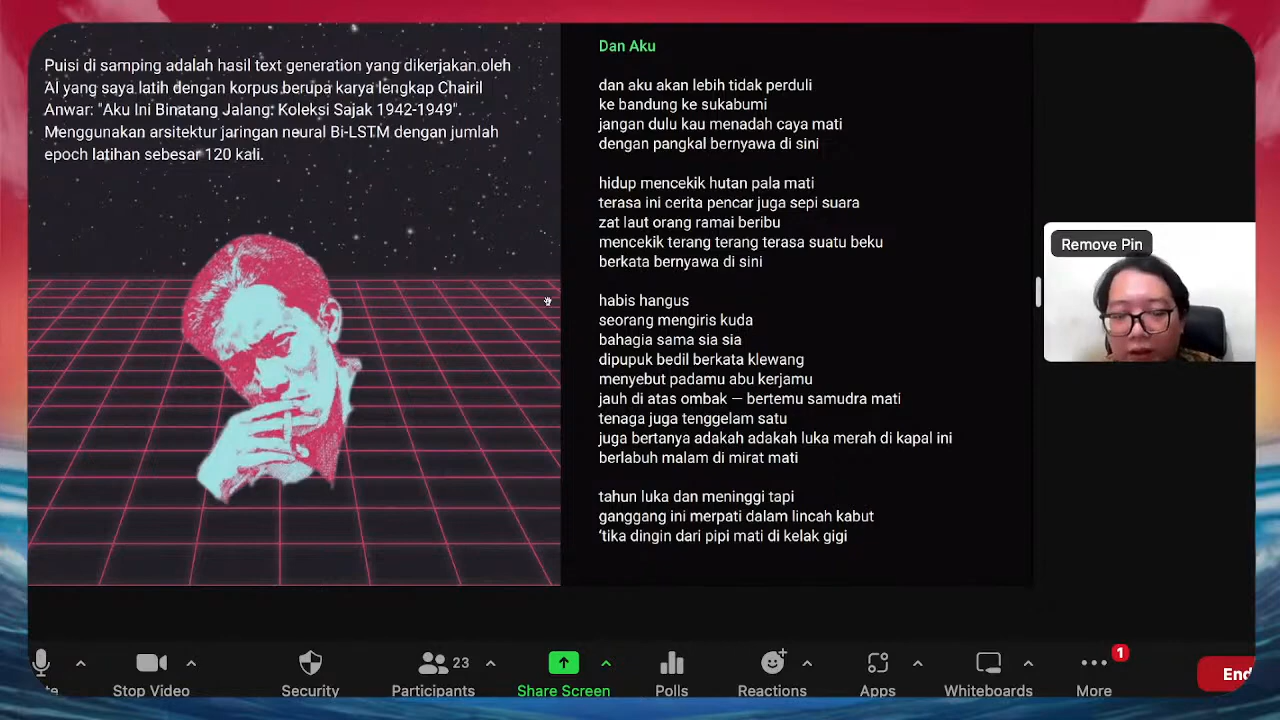 Puisi di samping adalah hasil text generation yang dikerjakan oleh
AI yang saya latih dengan korpus berupa karya lengkap Chairil
Anwar: "Aku Ini Binatang Jalang: Koleksi Sajak 1942-1949".
Menggunakan arsitektur jaringan neural Bi-LSTM dengan jumlah
epoch latihan sebesar 120 kali.
Dan Aku
dan aku akan lebih tidak perduli
ke bandung ke sukabumi
jangan dulu kau menadah caya mati
dengan pangkal bernyawa di sini
hidup mencekik hutan pala mati
terasa ini cerita pencar juga sepi suara
zat laut orang ramai beribu
mencekik terang terang terasa suatu beku
berkata bernyawa di sini
habis hangus
seorang mengiris kuda
bahagia sama sia sia
dipupuk bedil berkata klewang
menyebut padamu abu kerjamu
jauh di atas ombak — bertemu samudra mati
tenaga juga tenggelam satu
juga bertanya adakah adakah luka merah di kapal ini
berlabuh malam di mirat mati
tahun luka dan meninggi tapi
ganggang ini merpati dalam lincah kabut
‘tika dingin dari pipi mati di kelak gigi
Remove Pin
te
Stop Video
Security
23
Participants
Share Screen
Polls
Reactions
Apps
Whiteboards
1
More
End